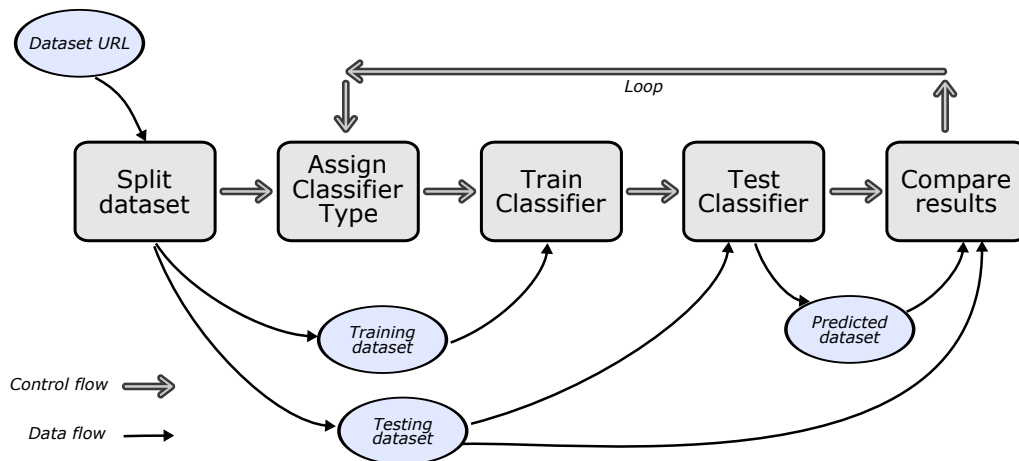 Dataset URL
Loop
Split
dataset
Assign
Classifier
Type
Train
Classifier
Test
Classifier
Compare
results
Training
dataset
Predicted
dataset
Control flow
Testing
dataset
Data flow